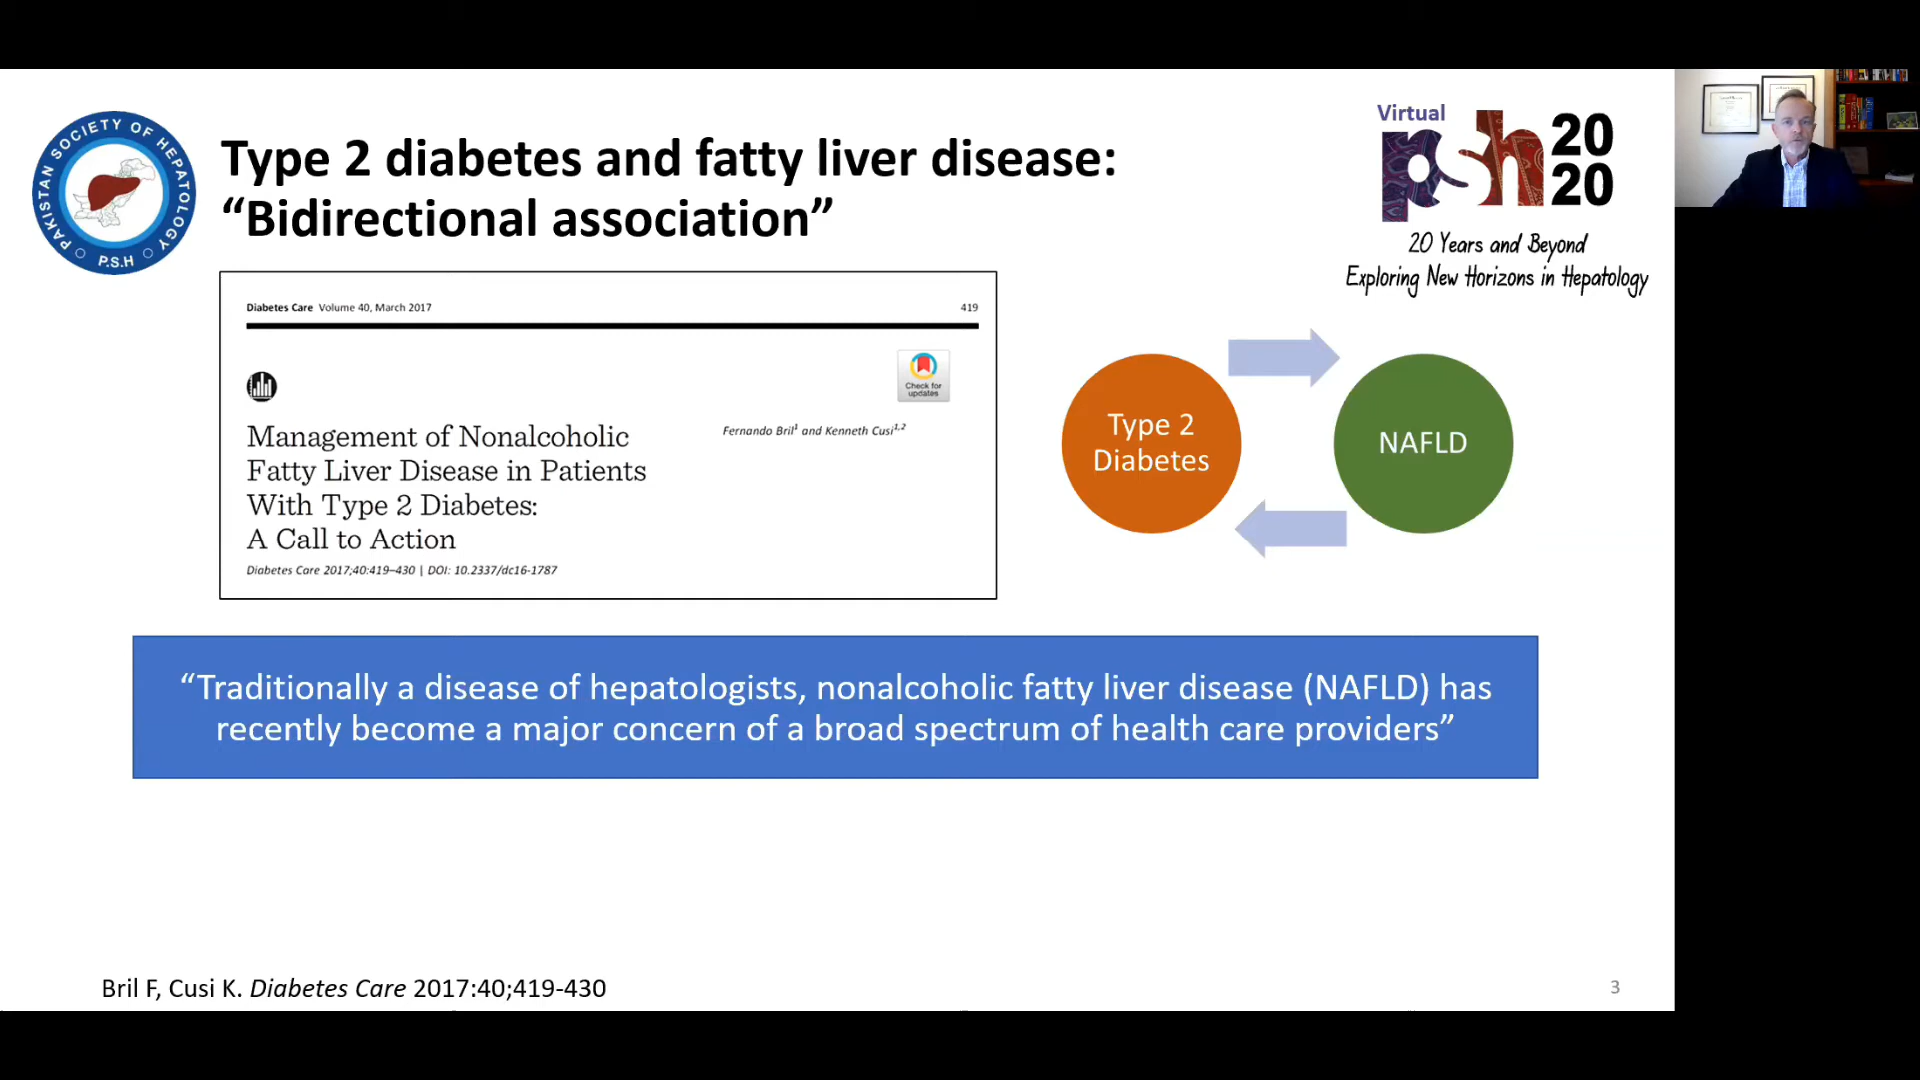 PAKISTAN SOCIETY OF HEPATOLOGY
P.S.H
Type 2 diabetes and fatty liver disease:
“Bidirectional association”
Virtual
psh 20
20
20 Years and Beyond
Exploring New Horizons in Hepatology
Diabetes Care Volume 40, March 2017 419
Check for
updates
Management of Nonalcoholic
Fatty Liver Disease in Patients
With Type 2 Diabetes:
A Call to Action
Diabetes Care 2017;40:419–430 | DOI: 10.2337/dc16-1787
Fernando Bril1 and Kenneth Cusi1,2
Type 2
Diabetes
NAFLD
“Traditionally a disease of hepatologists, nonalcoholic fatty liver disease (NAFLD) has
recently become a major concern of a broad spectrum of health care providers”
Bril F, Cusi K. Diabetes Care 2017:40;419-430
3